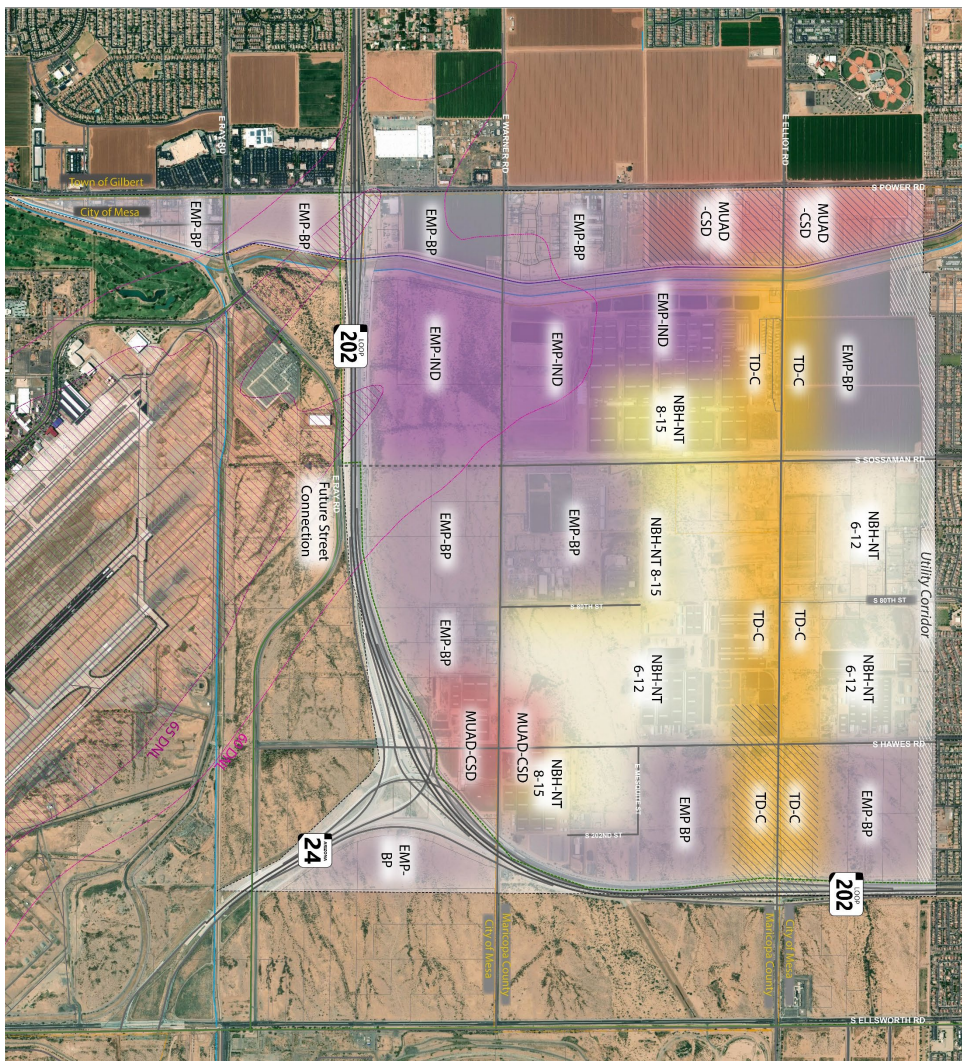 E RAY RD
E WARNER RD
E ELLIOT RD
Town of Gilbert
City of Mesa
S POWER RD
EMP-BP
EMP-BP
EMP-BP
EMP-BP
MUAD
-CSD
MUAD
-CSD
LOOP
202
EMP-IND
EMP-IND
EMP-IND
TD-C
TD-C
EMP-BP
NBH-NT
8-15
S SOSSAMAN RD
E RAY RD
Future Street
Connection
EMP-BP
EMP-BP
NBH-NT 8-15
NBH-NT
6-12
Utility Corridor
S 80TH ST
S 80TH ST
EMP-BP
NBH-NT
6-12
TD-C
TD-C
NBH-NT
6-12
65 DNL
60 DNL
MUAD-CSD
MUAD-CSD
S HAWES RD
NBH-NT
8-15
EMP BP
TD-C
TD-C
EMP-BP
S 202ND ST
ARIZONA
24
EMP-
BP
LOOP
202
City of Mesa
Maricopa County
Maricopa County
City of Mesa
S ELLSWORTH RD